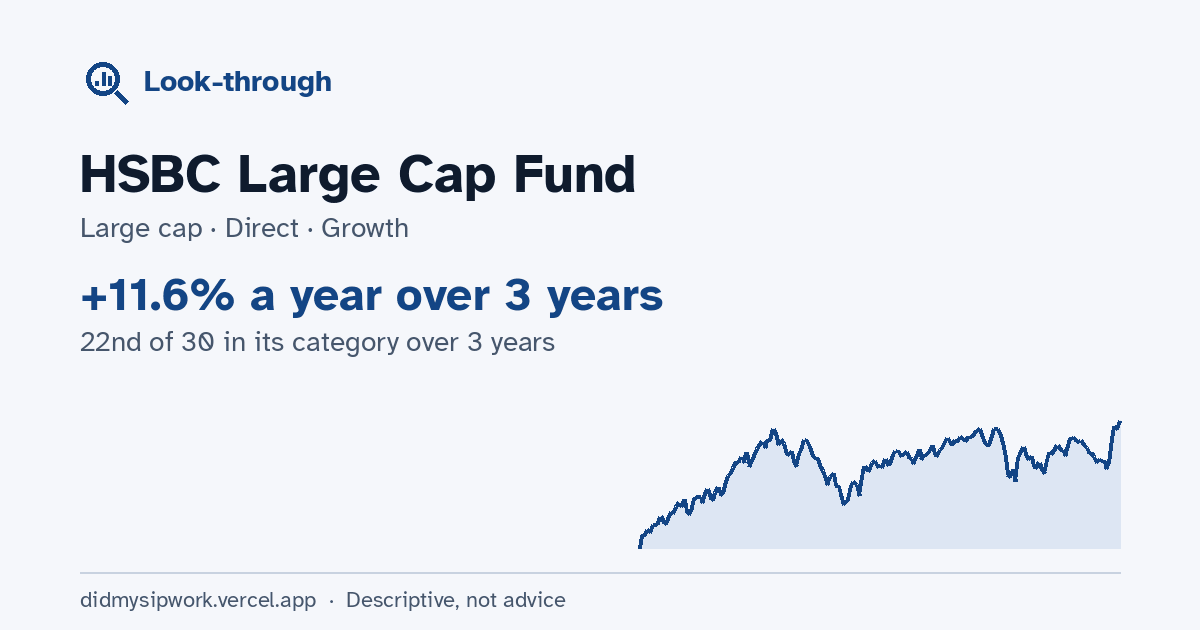 Look-through
HSBC Large Cap Fund
Large cap · Direct · Growth
+11.6% a year over 3 years
22nd of 30 in its category over 3 years
didmysipwork.vercel.app · Descriptive, not advice